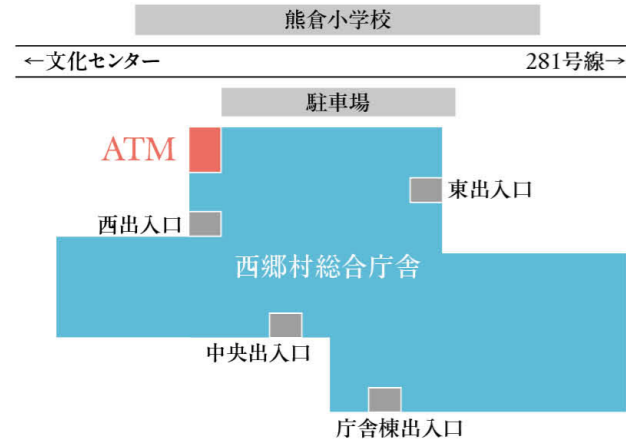 熊倉小学校
←文化センター
281号線→
駐車場
ATM
東出入口
西出入口
西郷村総合庁舎
中央出入口
庁舎棟出入口